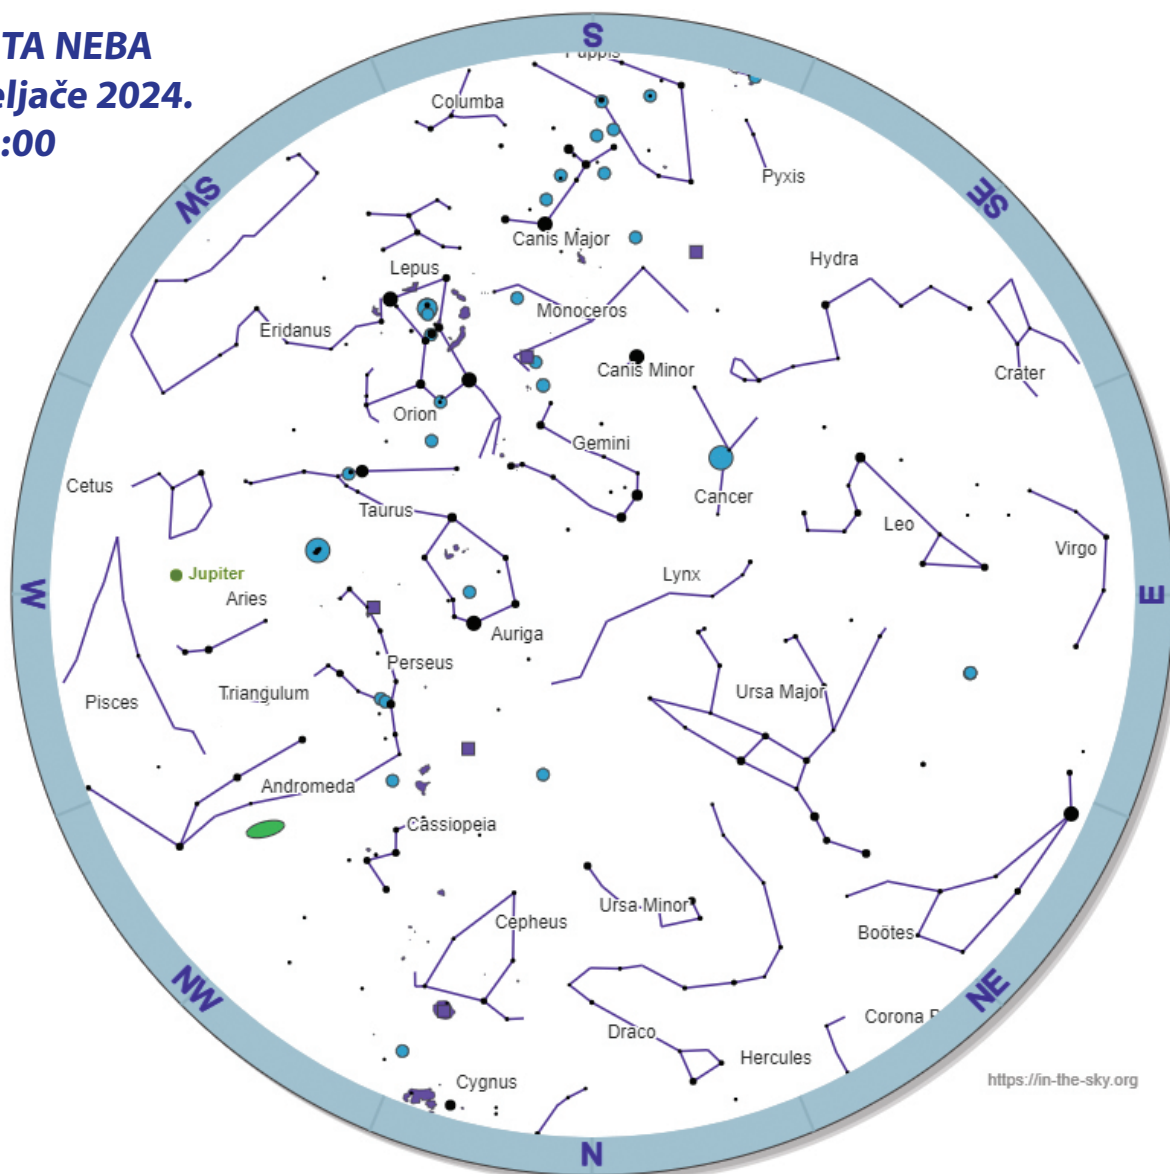 TA NEBA
eljače 2024.
:00
S
Puppis
Columba
Pyxis
SW
SE
Canis Major
Hydra
Lepus
Monoceros
Eridanus
Canis Minor
Crater
Orion
Gemini
Cetus
Cancer
Taurus
Leo
Virgo
Jupiter
Lynx
W
Aries
E
Auriga
Perseus
Triangulum
Ursa Major
Pisces
Andromeda
Cassiopeia
Ursa Minor
Cepheus
Boötes
NW
NE
Corona
Draco
Hercules
Cygnus
https://in-the-sky.org
N